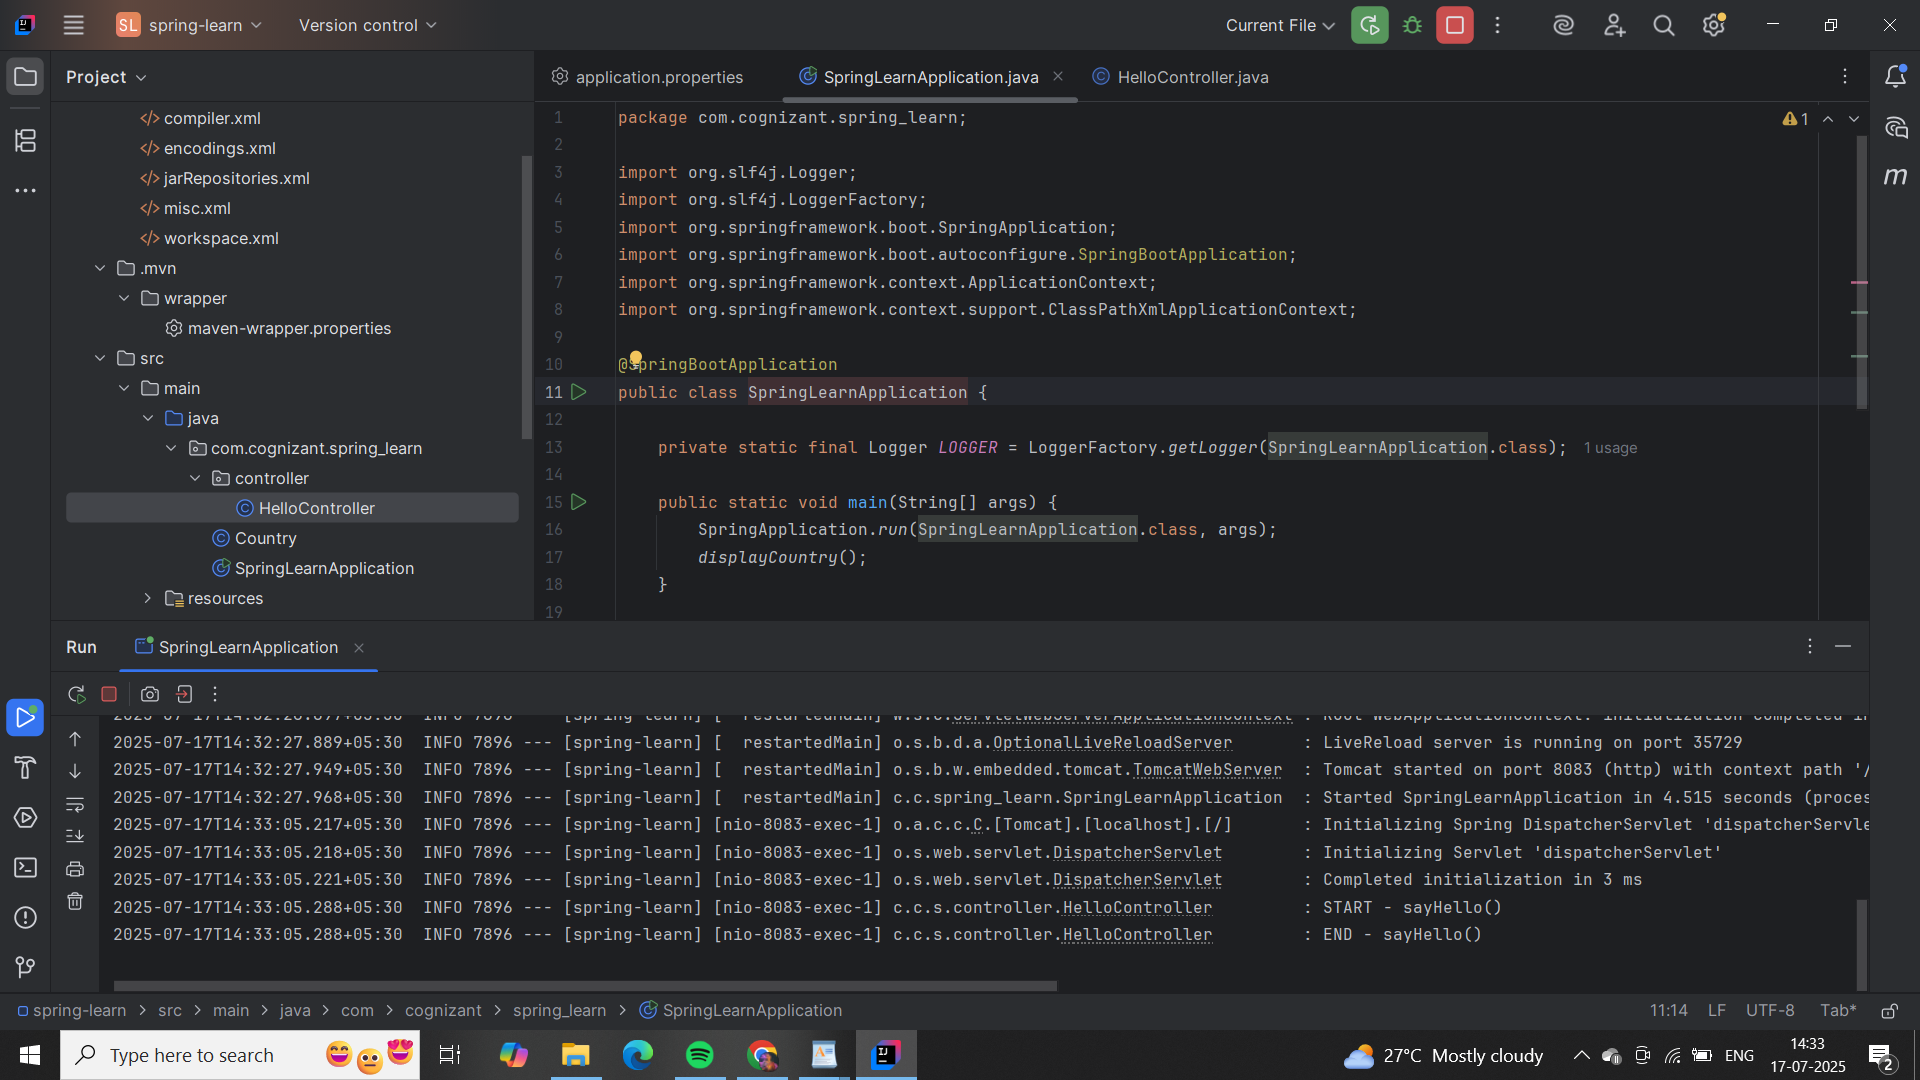 SL spring-learn Version control Current File
Project
application.properties SpringLearnApplication.java HelloController.java
compiler.xml
encodings.xml
jarRepositories.xml
misc.xml
workspace.xml
.mvn
wrapper
maven-wrapper.properties
src
main
java
com.cognizant.spring_learn
controller
HelloController
Country
SpringLearnApplication
resources
1 package com.cognizant.spring_learn;
2
3 import org.slf4j.Logger;
4 import org.slf4j.LoggerFactory;
5 import org.springframework.boot.SpringApplication;
6 import org.springframework.boot.autoconfigure.SpringBootApplication;
7 import org.springframework.context.ApplicationContext;
8 import org.springframework.context.support.ClassPathXmlApplicationContext;
9
10 @SpringBootApplication
11 public class SpringLearnApplication {
12
13 private static final Logger LOGGER = LoggerFactory.getLogger(SpringLearnApplication.class); 1 usage
14
15 public static void main(String[] args) {
16 SpringApplication.run(SpringLearnApplication.class, args);
17 displayCountry();
18 }
19
1
m
Run SpringLearnApplication
2025-07-17T14:32:27.889+05:30 INFO 7896 --- [spring-learn] [ restartedMain] o.s.b.d.a.OptionalLiveReloadServer : LiveReload server is running on port 35729
2025-07-17T14:32:27.949+05:30 INFO 7896 --- [spring-learn] [ restartedMain] o.s.b.w.embedded.tomcat.TomcatWebServer : Tomcat started on port 8083 (http) with context path '/
2025-07-17T14:32:27.968+05:30 INFO 7896 --- [spring-learn] [ restartedMain] c.c.spring_learn.SpringLearnApplication : Started SpringLearnApplication in 4.515 seconds (proces
2025-07-17T14:33:05.217+05:30 INFO 7896 --- [spring-learn] [nio-8083-exec-1] o.a.c.c.C.[Tomcat].[localhost].[/] : Initializing Spring DispatcherServlet 'dispatcherServle
2025-07-17T14:33:05.218+05:30 INFO 7896 --- [spring-learn] [nio-8083-exec-1] o.s.web.servlet.DispatcherServlet : Initializing Servlet 'dispatcherServlet'
2025-07-17T14:33:05.221+05:30 INFO 7896 --- [spring-learn] [nio-8083-exec-1] o.s.web.servlet.DispatcherServlet : Completed initialization in 3 ms
2025-07-17T14:33:05.288+05:30 INFO 7896 --- [spring-learn] [nio-8083-exec-1] c.c.s.controller.HelloController : START - sayHello()
2025-07-17T14:33:05.288+05:30 INFO 7896 --- [spring-learn] [nio-8083-exec-1] c.c.s.controller.HelloController : END - sayHello()
spring-learn > src > main > java > com > cognizant > spring_learn > SpringLearnApplication 11:14 LF UTF-8 Tab*
Type here to search 27°C Mostly cloudy ENG
14:33
17-07-2025
2